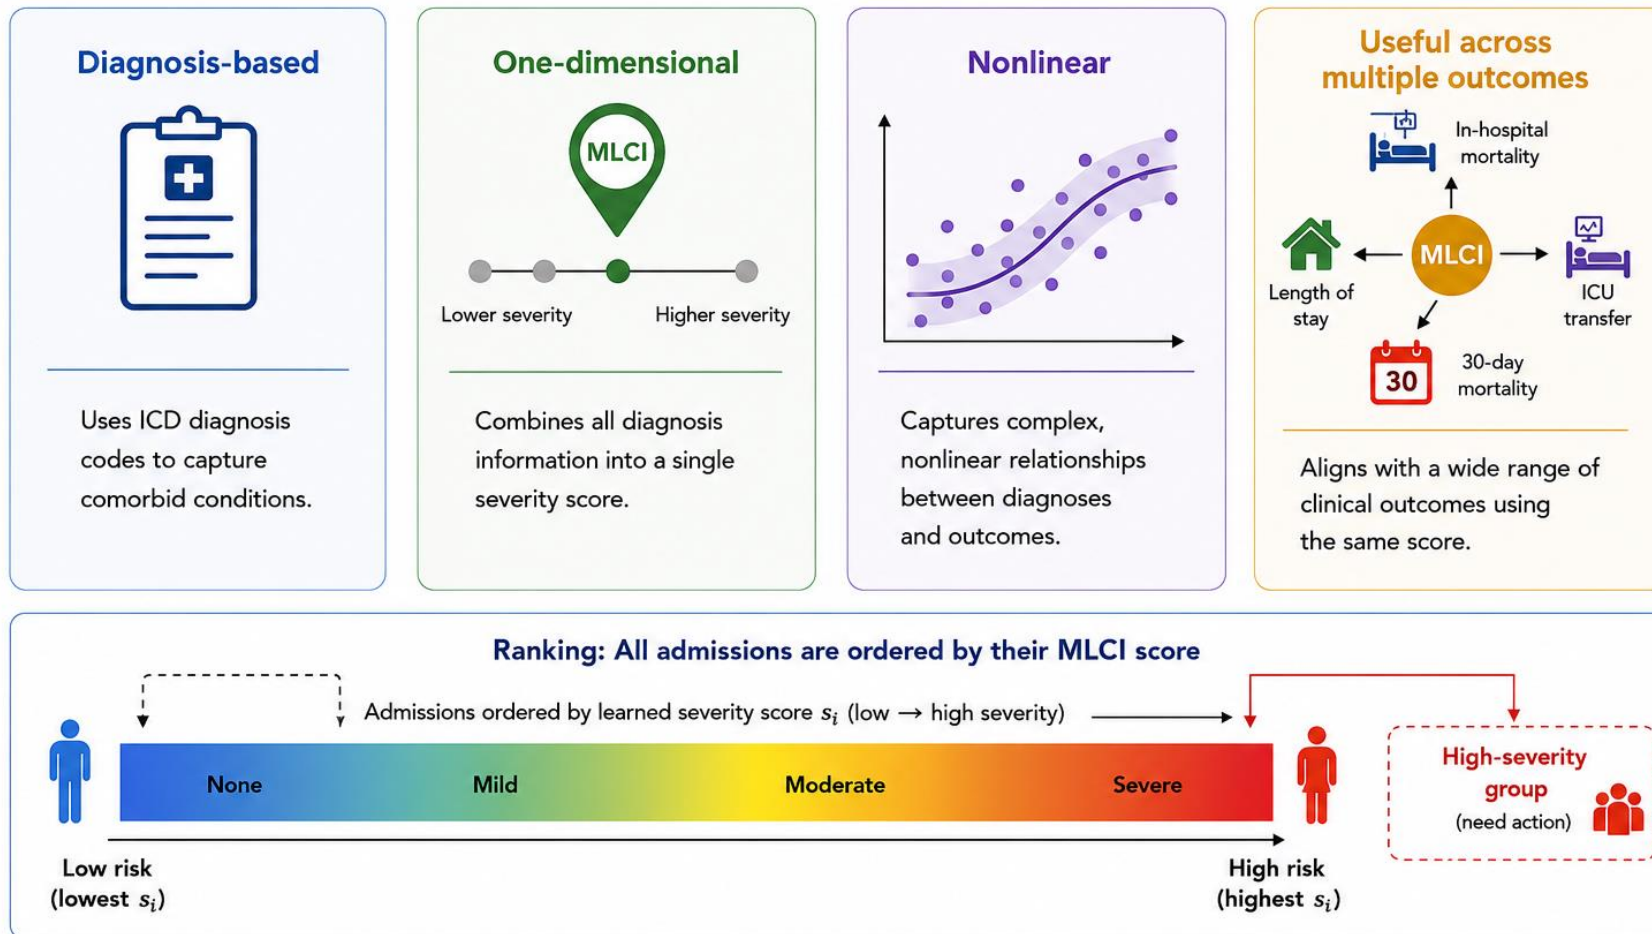 Diagnosis-based
Uses ICD diagnosis
codes to capture
comorbid conditions.
One-dimensional
MLCI
Lower severity
Higher severity
Combines all diagnosis
information into a single
severity score.
Nonlinear
Captures complex,
nonlinear relationships
between diagnoses
and outcomes.
Useful across
multiple outcomes
In-hospital
mortality
MLCI
Length of
stay
ICU
transfer
30
30-day
mortality
Aligns with a wide range of
clinical outcomes using
the same score.
Ranking: All admissions are ordered by their MLCI score
Admissions ordered by learned severity score sᵢ (low → high severity)
None
Mild
Moderate
Severe
High-severity
group
(need action)
Low risk
(lowest sᵢ)
High risk
(highest sᵢ)